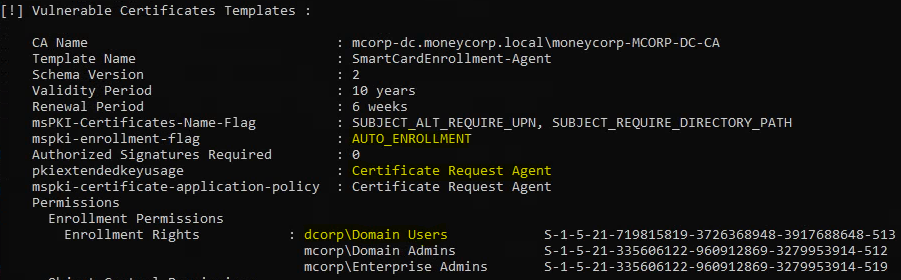 [!] Vulnerable Certificates Templates :
CA Name : mcorp-dc.moneycorp.local\moneycorp-MCORP-DC-CA
Template Name : SmartCardEnrollment-Agent
Schema Version : 2
Validity Period : 10 years
Renewal Period : 6 weeks
msPKI-Certificates-Name-Flag : SUBJECT_ALT_REQUIRE_UPN, SUBJECT_REQUIRE_DIRECTORY_PATH
mspki-enrollment-flag : AUTO_ENROLLMENT
Authorized Signatures Required : 0
pkiextendedkeyusage : Certificate Request Agent
mspki-certificate-application-policy : Certificate Request Agent
Permissions
Enrollment Permissions
Enrollment Rights : dcorp\Domain Users S-1-5-21-719815819-3726368948-3917688648-513
mcorp\Domain Admins S-1-5-21-335606122-960912869-3279953914-512
mcorp\Enterprise Admins S-1-5-21-335606122-960912869-3279953914-519